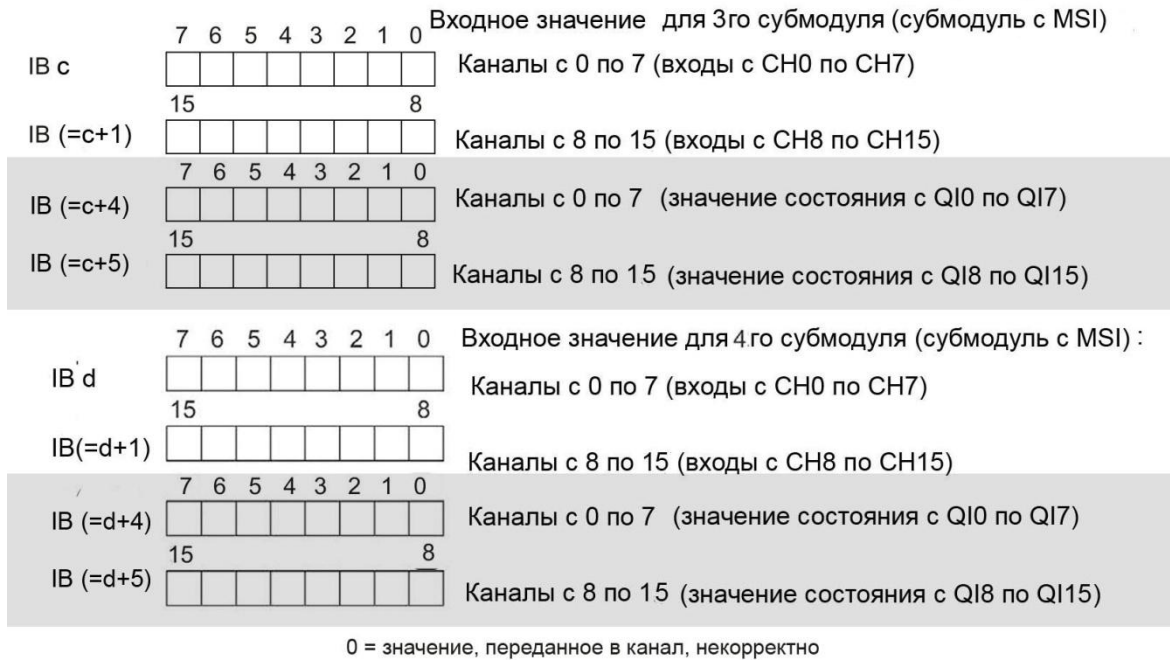 Входное значение для 3го субмодуля (субмодуль с MSI)
7 6 5 4 3 2 1 0
IB c Каналы с 0 по 7 (входы с CH0 по CH7)
15 8
IB (=c+1) Каналы с 8 по 15 (входы с CH8 по CH15)
7 6 5 4 3 2 1 0
IB (=c+4) Каналы с 0 по 7 (значение состояния с QI0 по QI7)
15 8
IB (=c+5) Каналы с 8 по 15 (значение состояния с QI8 по QI15)
7 6 5 4 3 2 1 0 Входное значение для 4.го субмодуля (субмодуль с MSI) :
IB d Каналы с 0 по 7 (входы с CH0 по CH7)
15 8
IB(=d+1) Каналы с 8 по 15 (входы с CH8 по CH15)
7 6 5 4 3 2 1 0
IB (=d+4) Каналы с 0 по 7 (значение состояния с QI0 по QI7)
15 8
IB (=d+5) Каналы с 8 по 15 (значение состояния с QI8 по QI15)
0 = значение, переданное в канал, некорректно